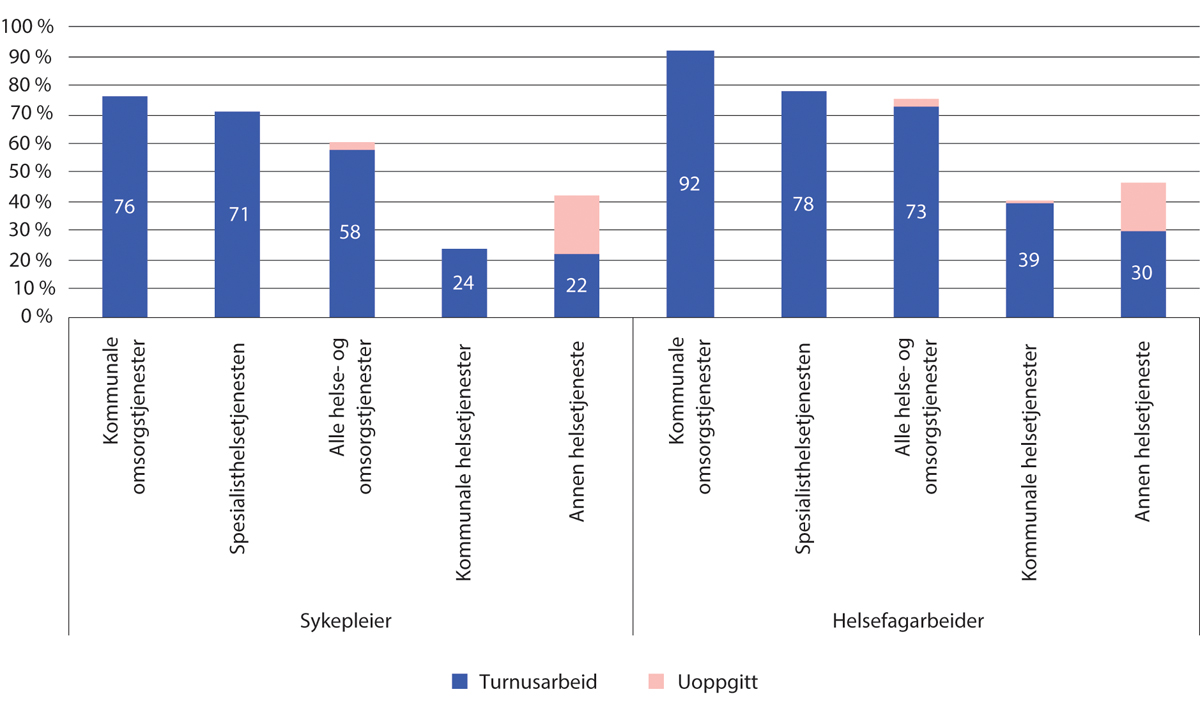 100 %
90 %
80 %
70 %
60 %
50 %
40 %
30 %
20 %
10 %
0 %
76
71
58
24
22
92
78
73
39
30
Kommunale
omsorgstjenester
Spesialisthelsetjenesten
Alle helse- og
omsorgstjenester
Kommunale helsetjenester
Annen helsetjeneste
Kommunale
omsorgstjenester
Spesialisthelsetjenesten
Alle helse- og
omsorgstjenester
Kommunale helsetjenester
Annen helsetjeneste
Sykepleier
Helsefagarbeider
Turnusarbeid
Uoppgitt